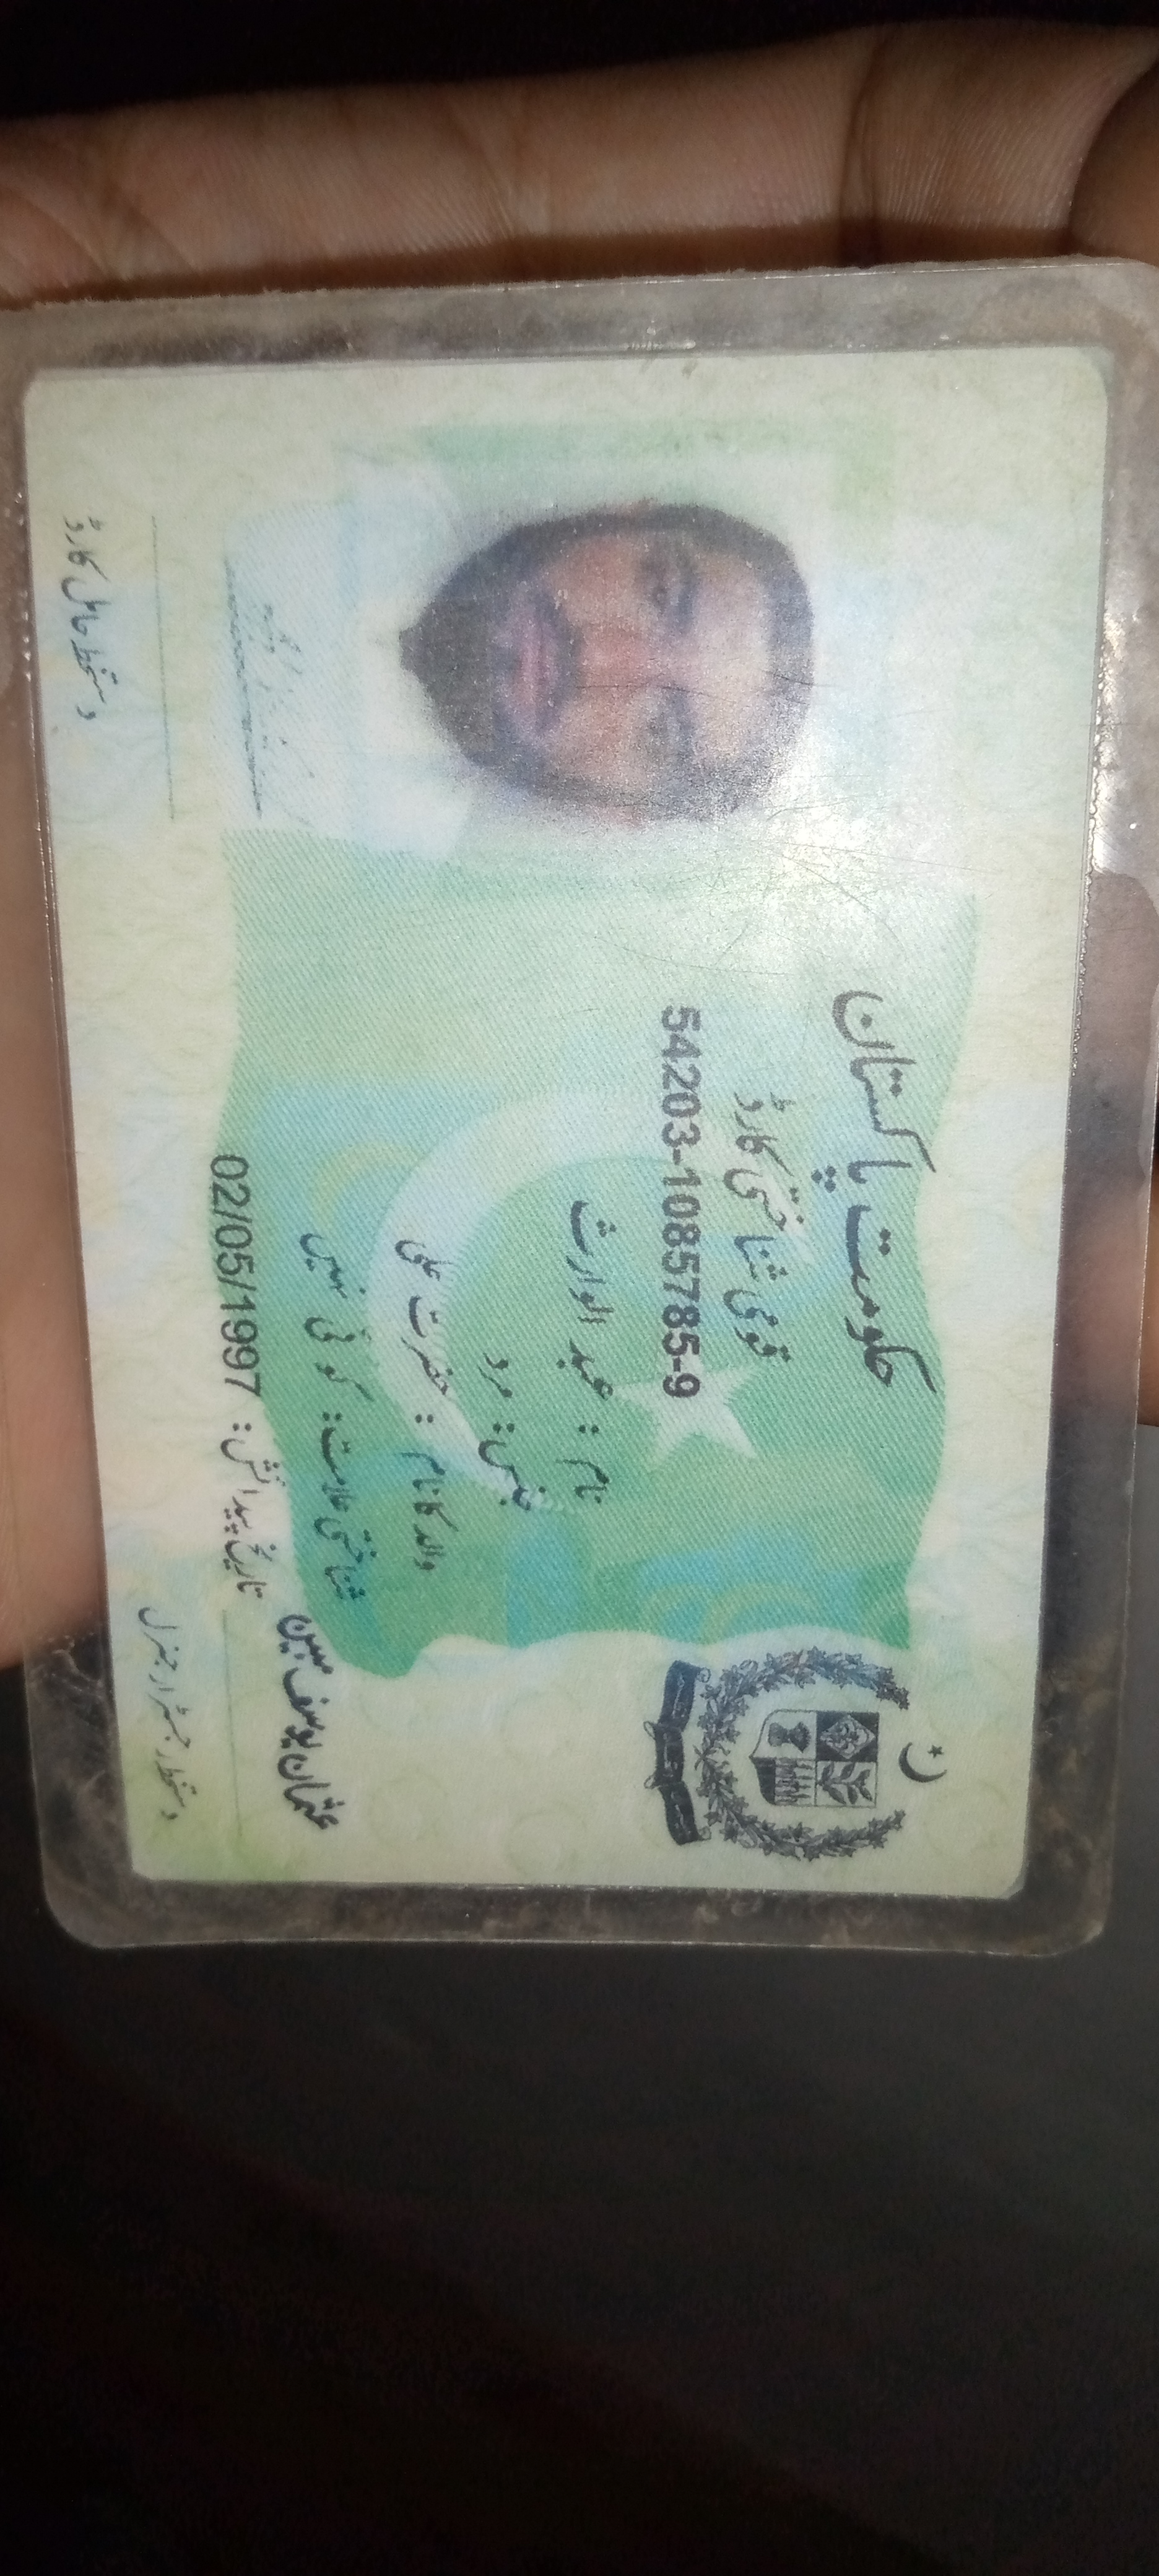 حکومت پاکستان
قومی شناختی کارڈ
54203-1085785-9
نام : عبد الوارث
جنس: مرد
والد کا نام : حضرت علی
شناختی علامت: کوئی نہیں
تاریخ پیدائش: 02/05/1997
عثمان یوسف مبین
دستخط رجسٹرار جنرل
دستخط حامل کارڈ